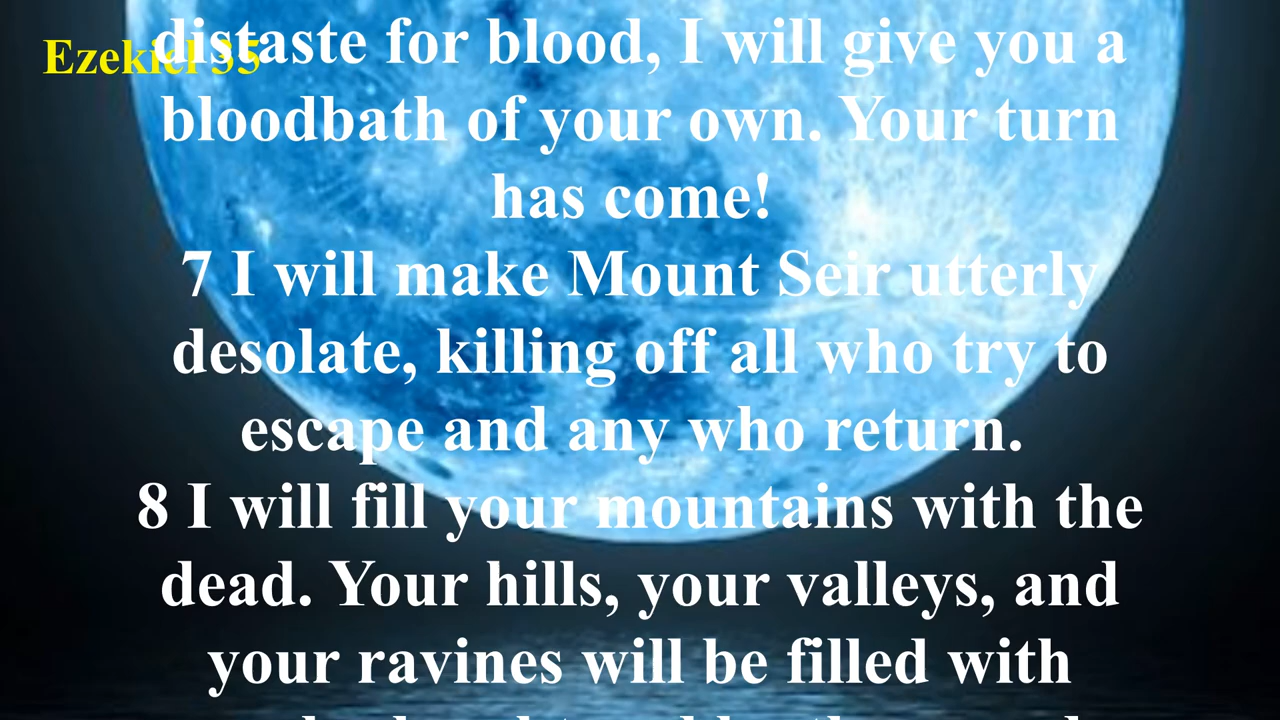 Ezekiel 35
distaste for blood, I will give you a
bloodbath of your own. Your turn
has come!
7 I will make Mount Seir utterly
desolate, killing off all who try to
escape and any who return.
8 I will fill your mountains with the
dead. Your hills, your valleys, and
your ravines will be filled with